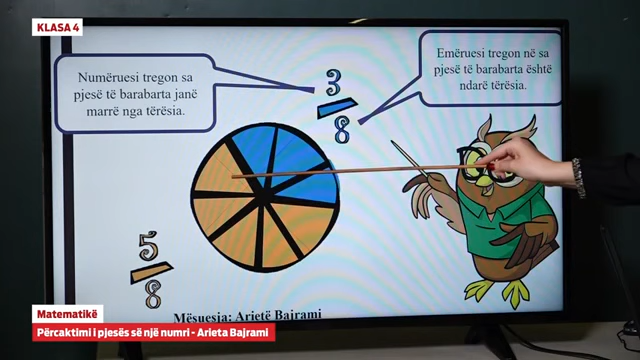 KLASA 4
Numëruesi tregon sa
pjesë të barabarta janë
marrë nga tërësia.
3
8
Emëruesi tregon në sa
pjesë të barabarta është
ndarë tërësia.
5
8
Mësuesja: Arietë Bajrami
Matematikë
Përcaktimi i pjesës së një numri - Arieta Bajrami